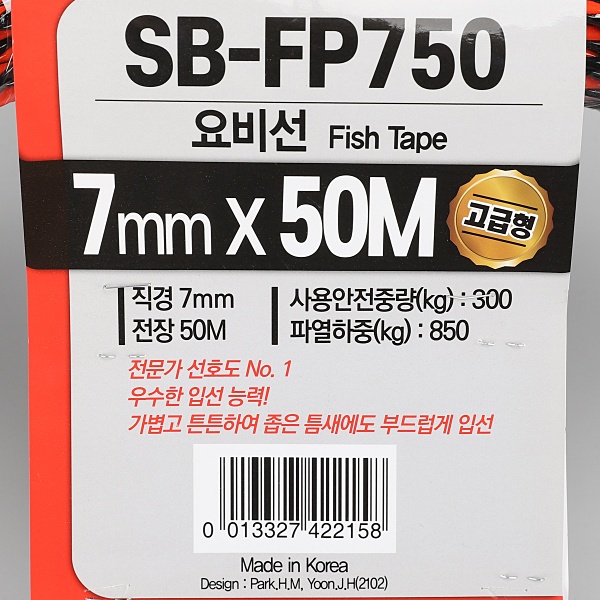 SB-FP750
요비선 Fish Tape
7mm X 50M 고급형
직경 7mm
전장 50M
사용안전중량(kg) : 300
파열하중(kg) : 850
전문가 선호도 No. 1
우수한 입선 능력!
가볍고 튼튼하여 좁은 틈새에도 부드럽게 입선
0 013327 422158
Made in Korea
Design : Park.H.M, Yoon.J.H(2102)